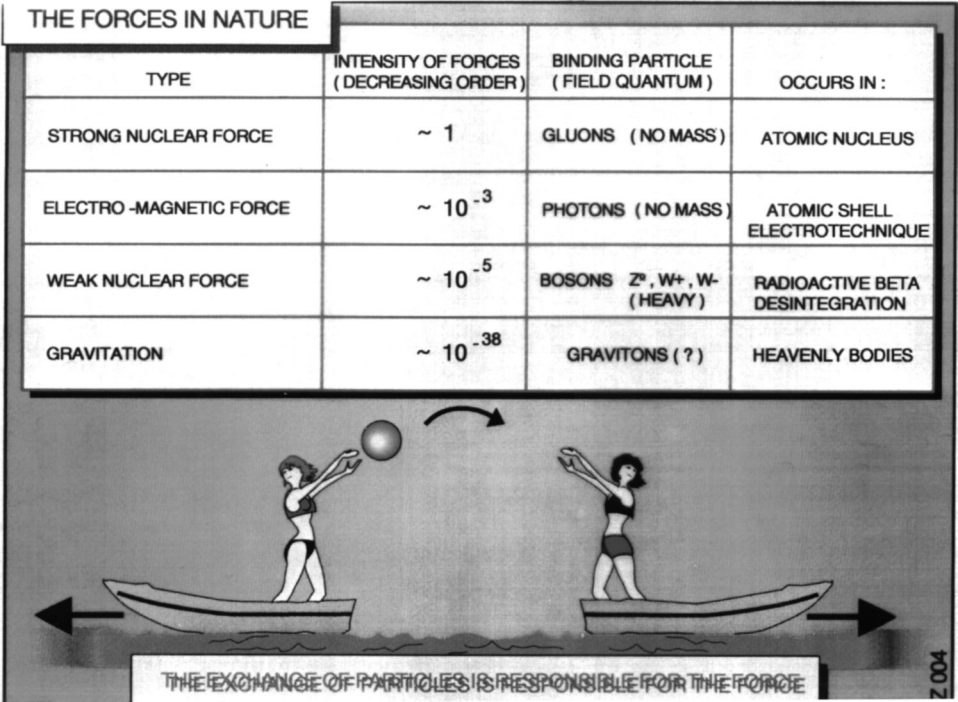 THE FORCES IN NATURE
TYPE
INTENSITY OF FORCES
( DECREASING ORDER )
BINDING PARTICLE
( FIELD QUANTUM )
OCCURS IN :
STRONG NUCLEAR FORCE
~ 1
GLUONS ( NO MASS )
ATOMIC NUCLEUS
ELECTRO -MAGNETIC FORCE
~ 10⁻³
PHOTONS ( NO MASS )
ATOMIC SHELL
ELECTROTECHNIQUE
WEAK NUCLEAR FORCE
~ 10⁻⁵
BOSONS Zº , W+ , W-
( HEAVY )
RADIOACTIVE BETA
DESINTEGRATION
GRAVITATION
~ 10⁻³⁸
GRAVITONS ( ? )
HEAVENLY BODIES
THE EXCHANGE OF PARTICLES IS RESPONSIBLE FOR THE FORCE
Z 004